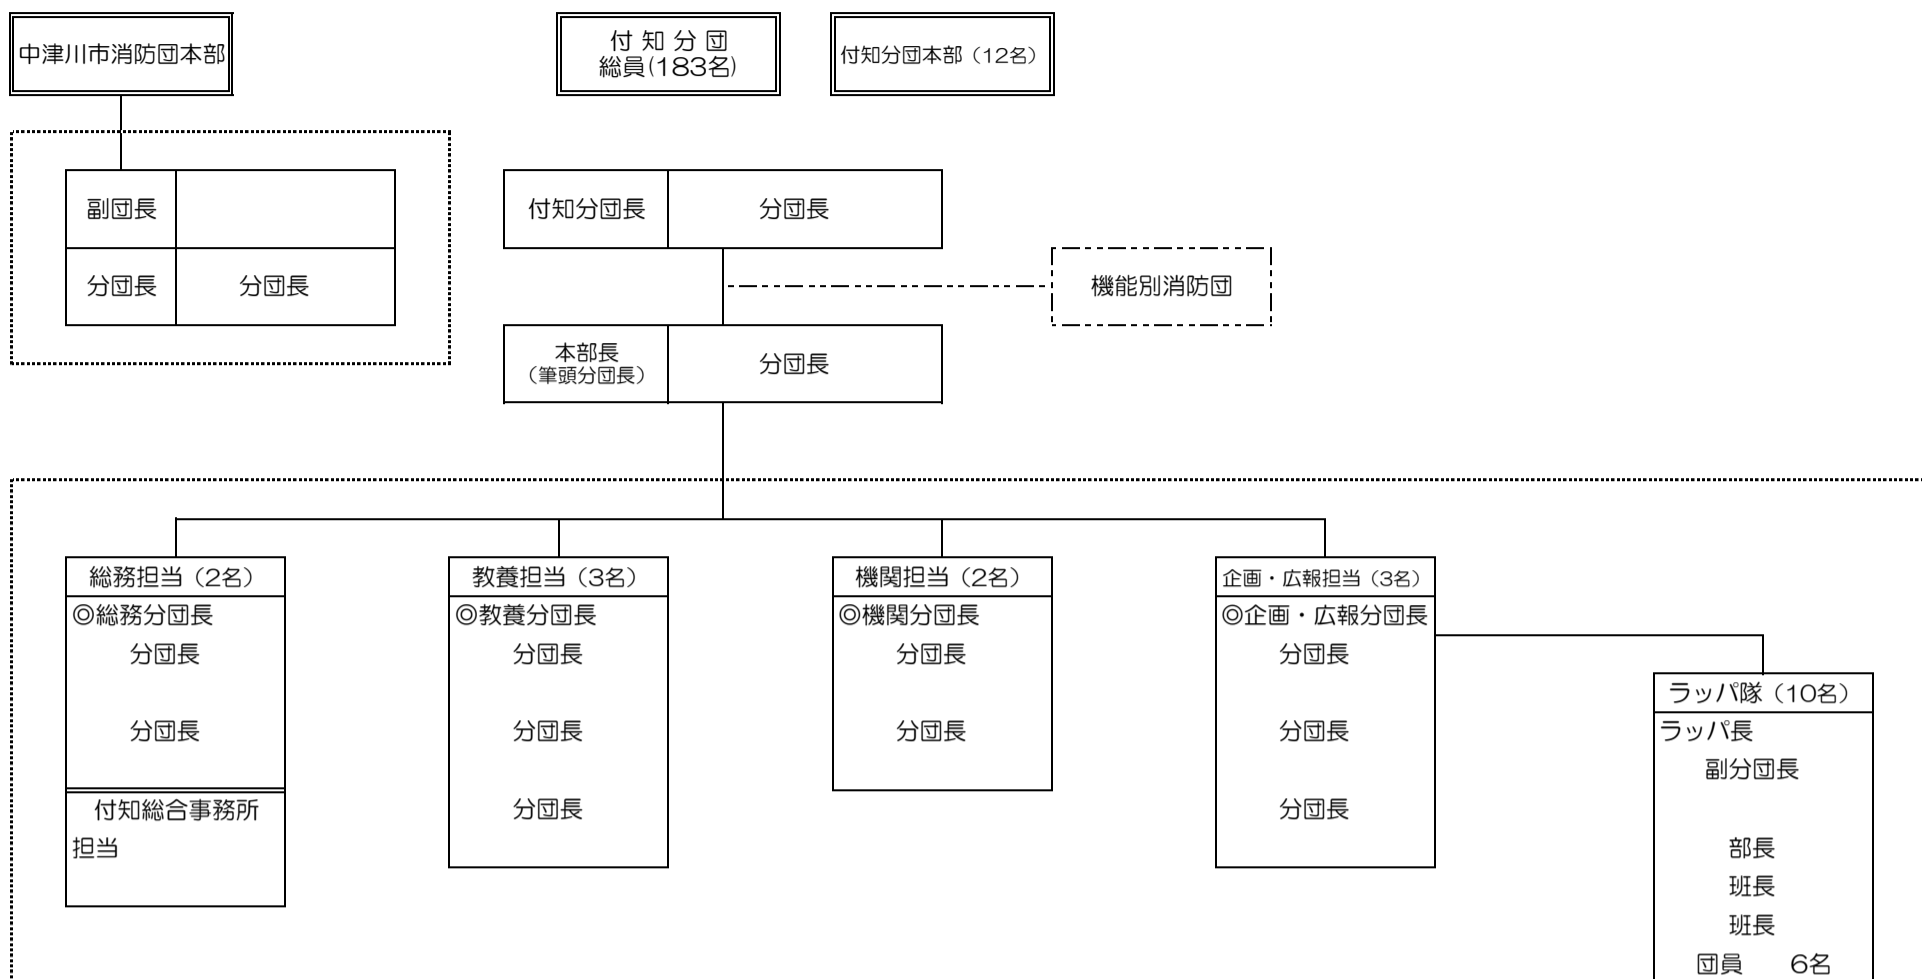 中津川市消防団本部
付 知 分 団
総員(183名)
付知分団本部（12名）
副団長
分団長 分団長
付知分団長 分団長
機能別消防団
本部長
（筆頭分団長）
分団長
総務担当（2名）
◎総務分団長
分団長
分団長
付知総合事務所
担当
教養担当（3名）
◎教養分団長
分団長
分団長
分団長
機関担当（2名）
◎機関分団長
分団長
分団長
企画・広報担当（3名）
◎企画・広報分団長
分団長
分団長
分団長
ラッパ隊（10名）
ラッパ長
副分団長
部長
班長
班長
団員 6名